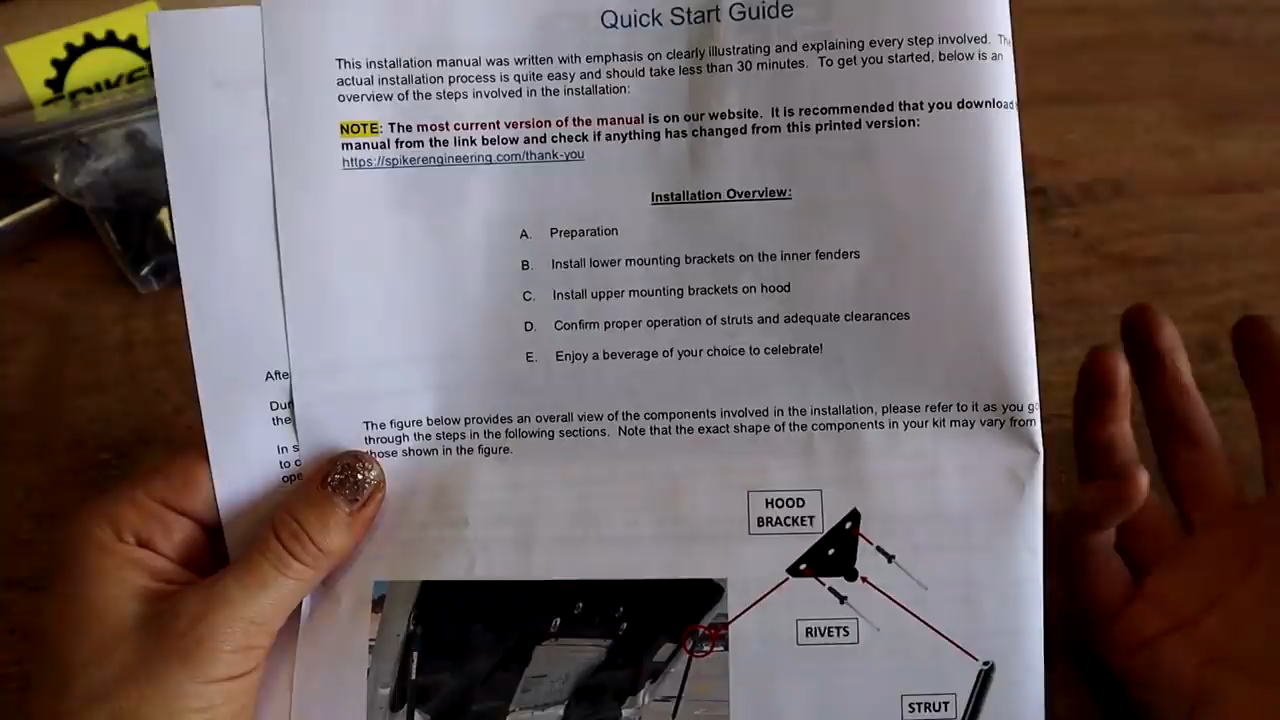 Quick Start Guide
This installation manual was written with emphasis on clearly illustrating and explaining every step involved. The
actual installation process is quite easy and should take less than 30 minutes. To get you started, below is an
overview of the steps involved in the installation:
NOTE: The most current version of the manual is on our website. It is recommended that you download
manual from the link below and check if anything has changed from this printed version:
https://spikerengineering.com/thank-you
Installation Overview:
A. Preparation
B. Install lower mounting brackets on the inner fenders
C. Install upper mounting brackets on hood
D. Confirm proper operation of struts and adequate clearances
E. Enjoy a beverage of your choice to celebrate!
The figure below provides an overall view of the components involved in the installation, please refer to it as you go
through the steps in the following sections. Note that the exact shape of the components in your kit may vary from
those shown in the figure.
HOOD
BRACKET
RIVETS
STRUT
Afte
Dur
the
In s
to c
ope